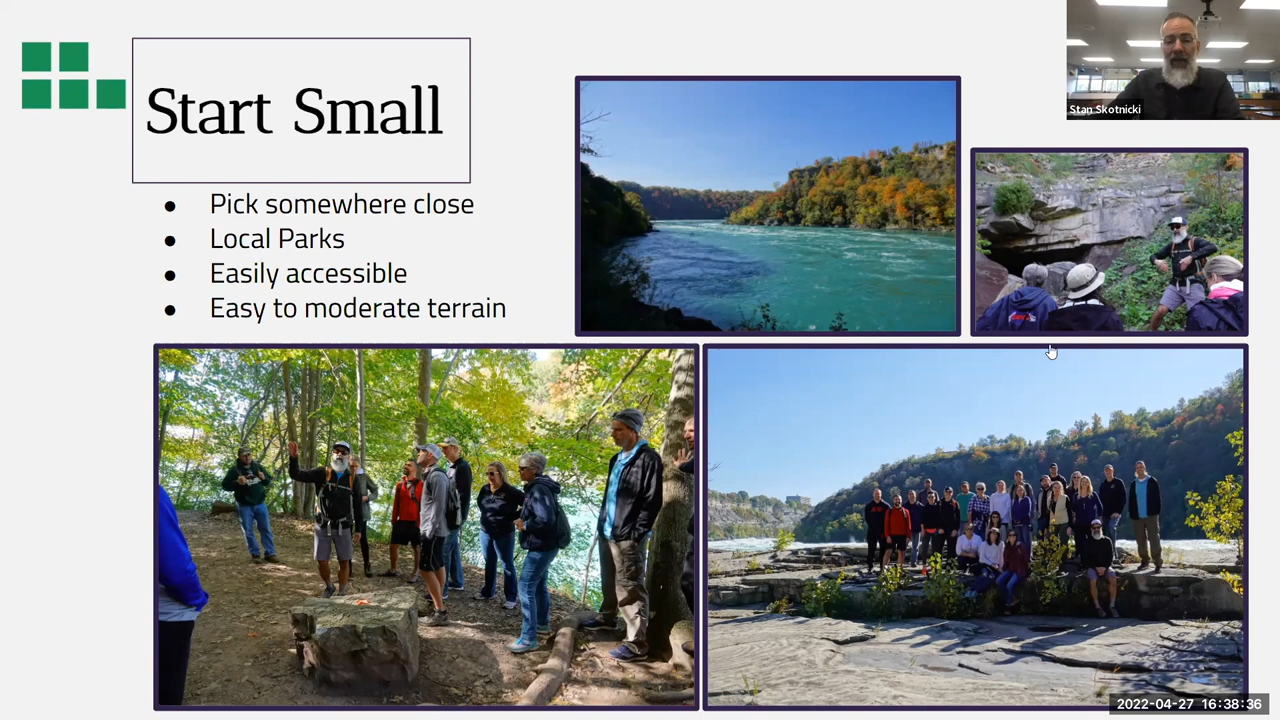 Start Small
Stan Skotnicki
● Pick somewhere close
● Local Parks
● Easily accessible
● Easy to moderate terrain
2022-04-27 16:38:36